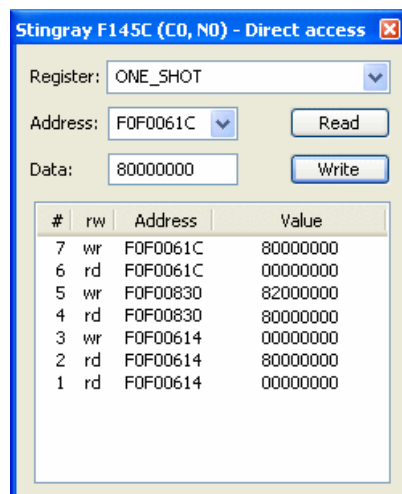 Stingray F145C (C0, N0) - Direct access
Register: ONE_SHOT
Address: F0F0061C Read
Data: 80000000 Write
# rw Address Value
7 wr F0F0061C 80000000
6 rd F0F0061C 00000000
5 wr F0F00830 82000000
4 rd F0F00830 80000000
3 wr F0F00614 00000000
2 rd F0F00614 80000000
1 rd F0F00614 00000000